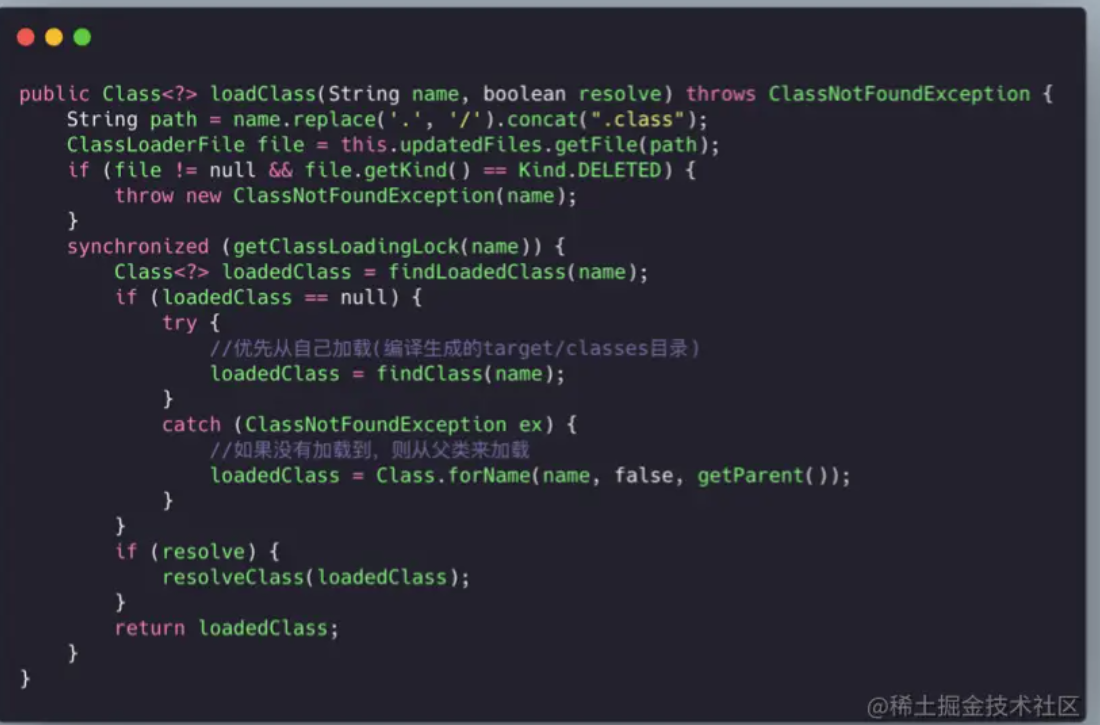 public Class<?> loadClass(String name, boolean resolve) throws ClassNotFoundException {
    String path = name.replace('.', '/').concat(".class");
    ClassLoaderFile file = this.updatedFiles.getFile(path);
    if (file != null && file.getKind() == Kind.DELETED) {
        throw new ClassNotFoundException(name);
    }
    synchronized (getClassLoadingLock(name)) {
        Class<?> loadedClass = findLoadedClass(name);
        if (loadedClass == null) {
            try {
                //优先从自己加载(编译生成的target/classes目录)
                loadedClass = findClass(name);
            }
            catch (ClassNotFoundException ex) {
                //如果没有加载到，则从父类来加载
                loadedClass = Class.forName(name, false, getParent());
            }
        }
        if (resolve) {
            resolveClass(loadedClass);
        }
        return loadedClass;
    }
}
@稀土掘金技术社区